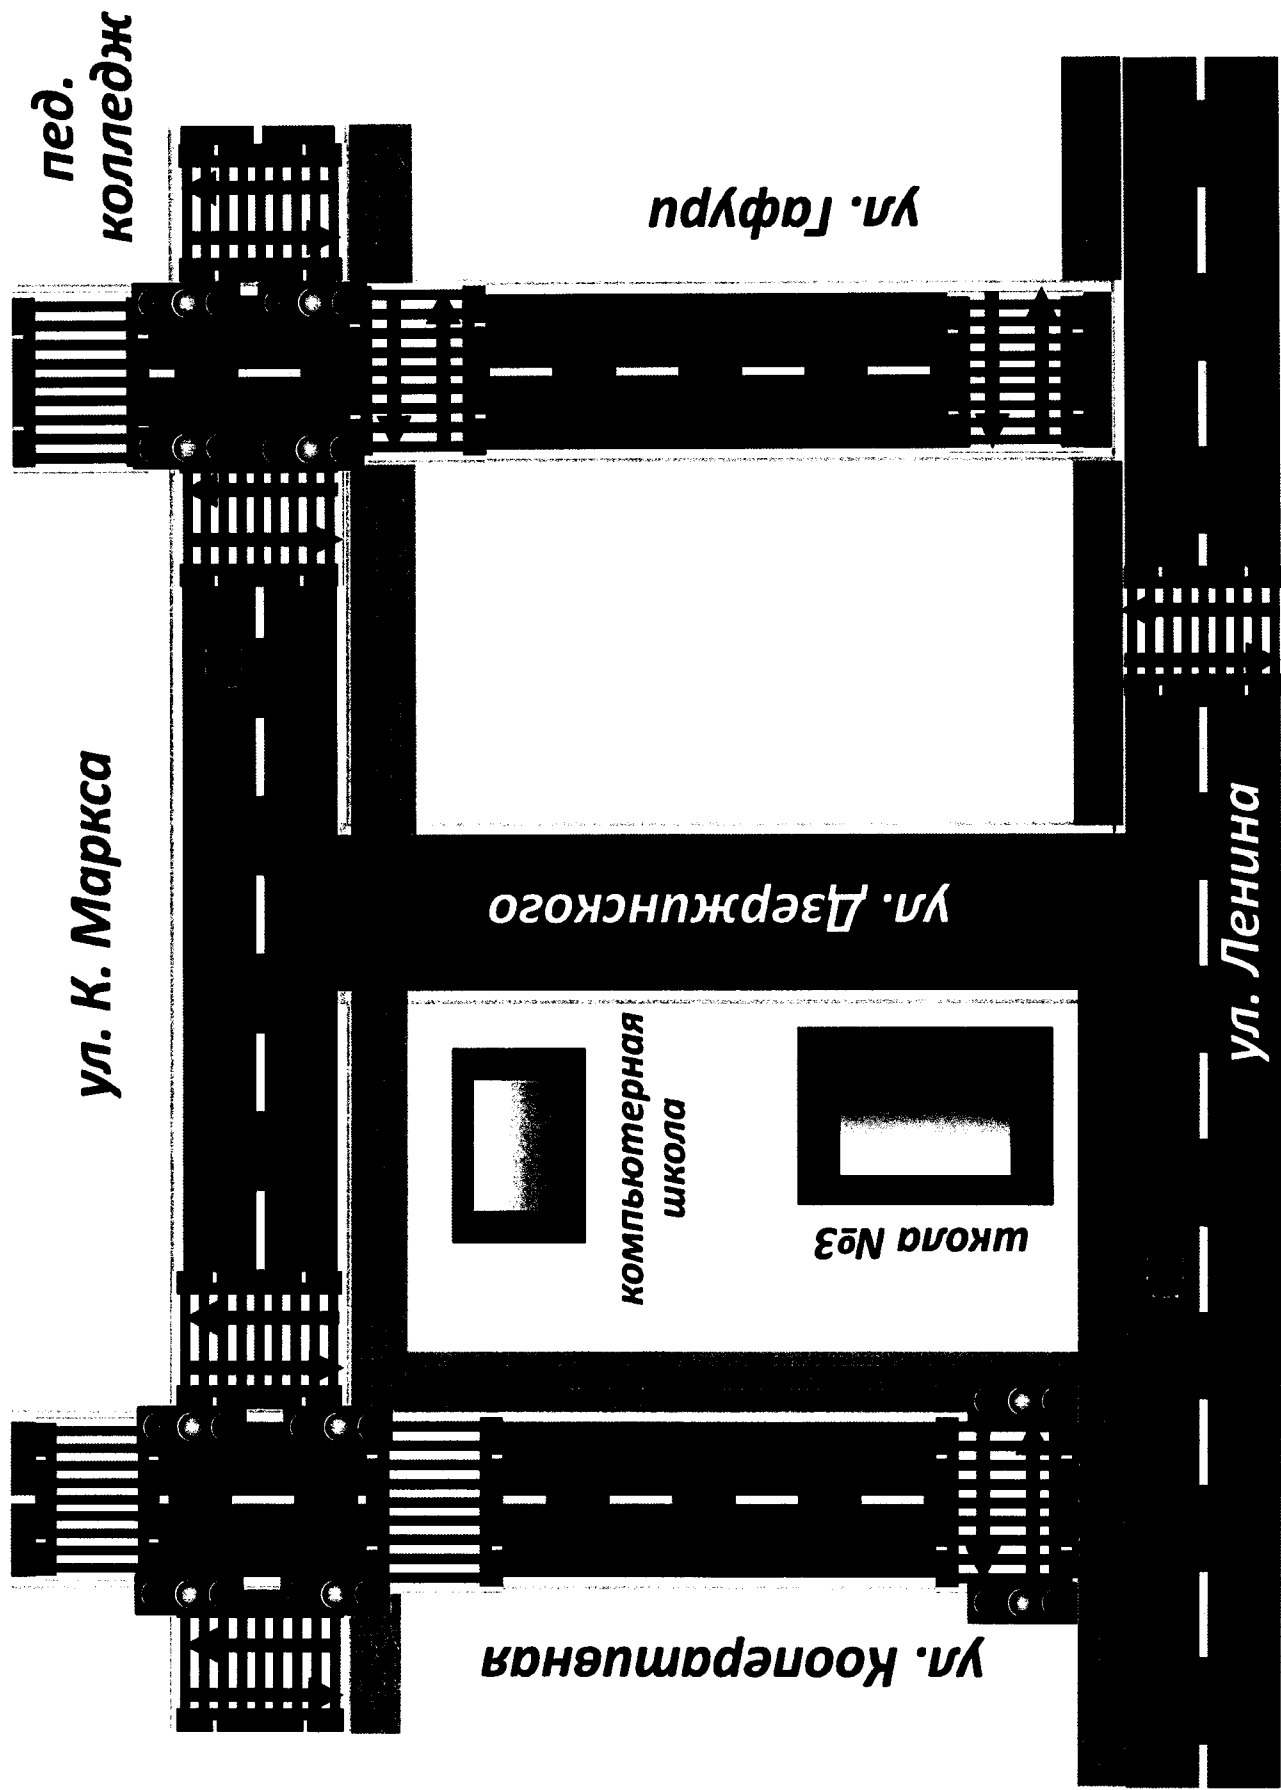 пед.
колледж
ул. Гафури
ул. К. Маркса
ул. Дзержинского
ул. Ленина
компьютерная
школа
школа №3
ул. Кооперативная